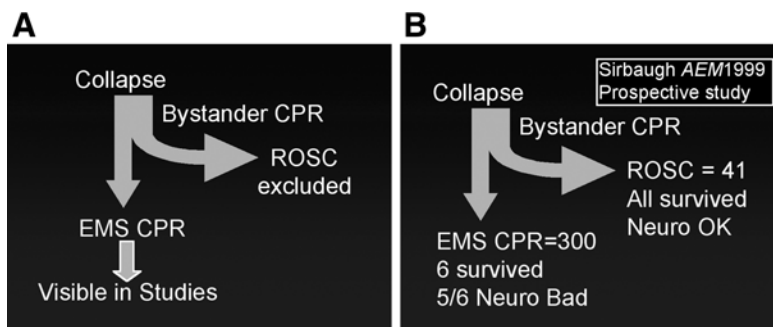 A
Collapse
Bystander CPR
ROSC
excluded
EMS CPR
Visible in Studies
B
Sirbaugh AEM1999
Prospective study
Collapse
Bystander CPR
ROSC = 41
All survived
Neuro OK
EMS CPR=300
6 survived
5/6 Neuro Bad